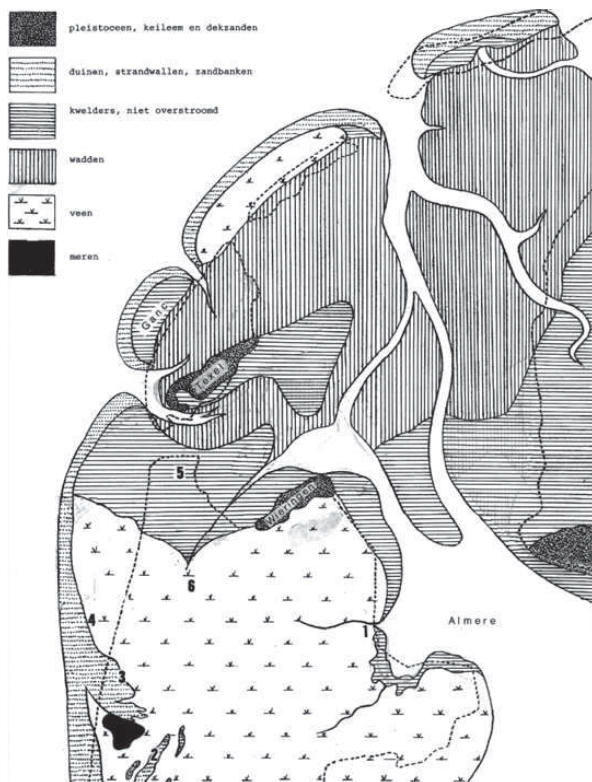 pleistoceen, keileem en dekzanden
duinen, strandwallen, zandbanken
kwelders, niet overstroomd
wadden
veen
meren
Ganc
Texel
5
Wieringen
6
4
1
Almere
3